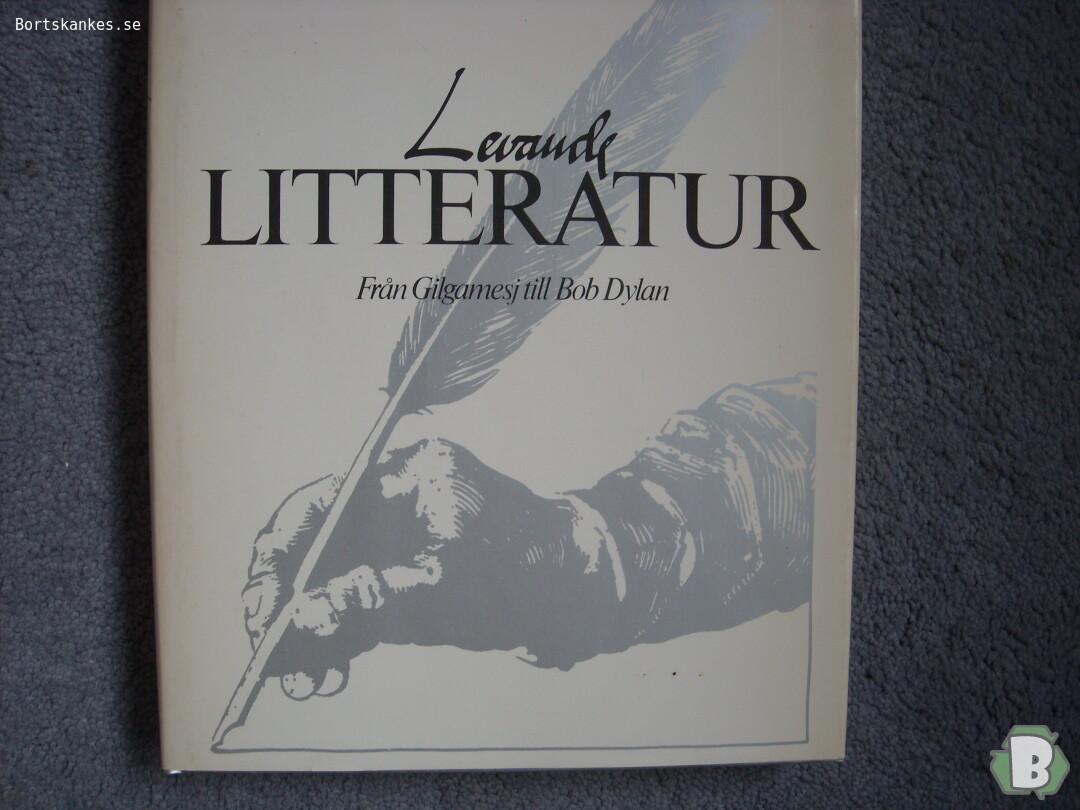 Bortskankes.se
Levande
LITTERATUR
Från Gilgamesj till Bob Dylan
B